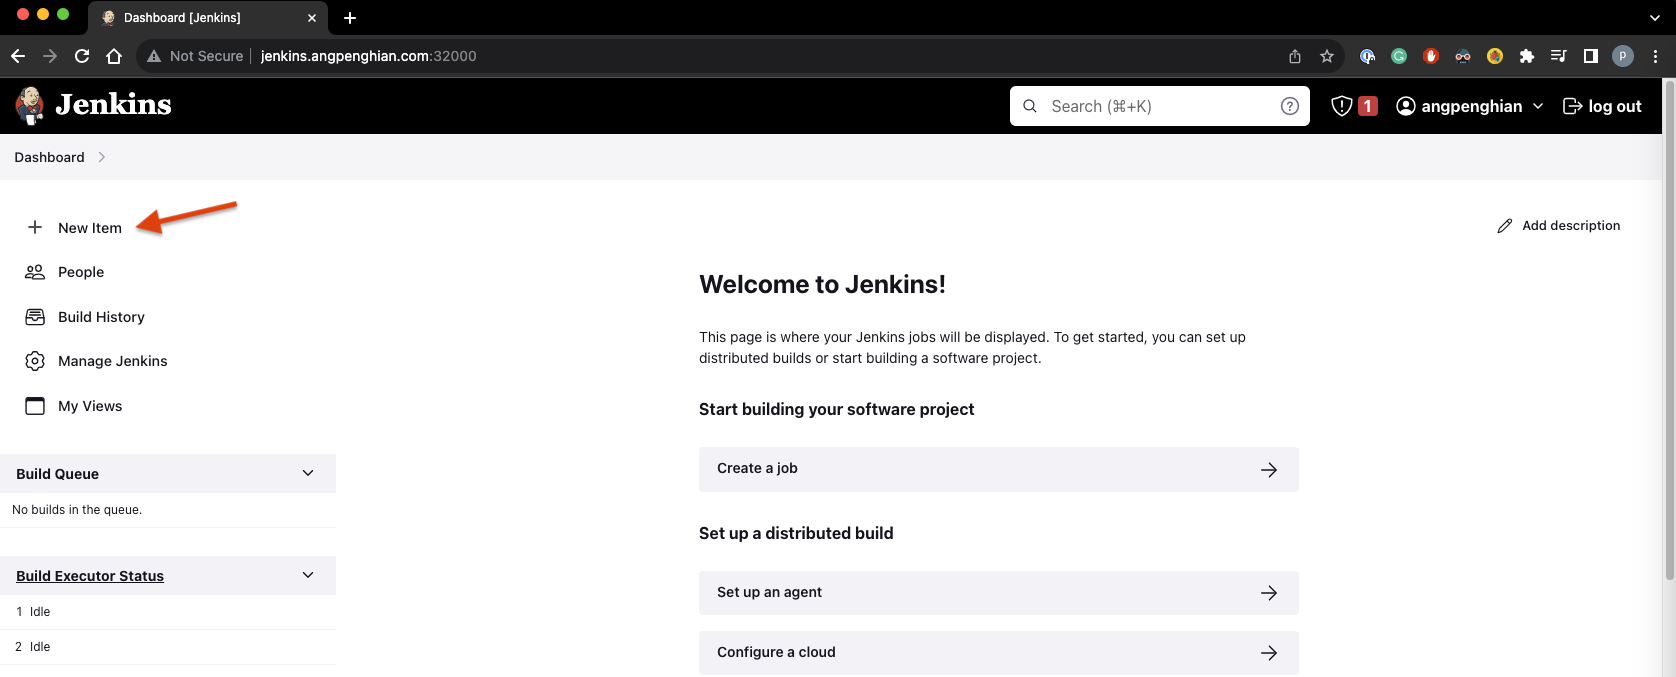 Dashboard [Jenkins]
Not Secure jenkins.angpenghian.com:32000
P
Jenkins
Search (⌘+K)
1
angpenghian
log out
Dashboard
New Item
People
Build History
Manage Jenkins
My Views
Build Queue
No builds in the queue.
Build Executor Status
1 Idle
2 Idle
Add description
Welcome to Jenkins!
This page is where your Jenkins jobs will be displayed. To get started, you can set up
distributed builds or start building a software project.
Start building your software project
Create a job
Set up a distributed build
Set up an agent
Configure a cloud